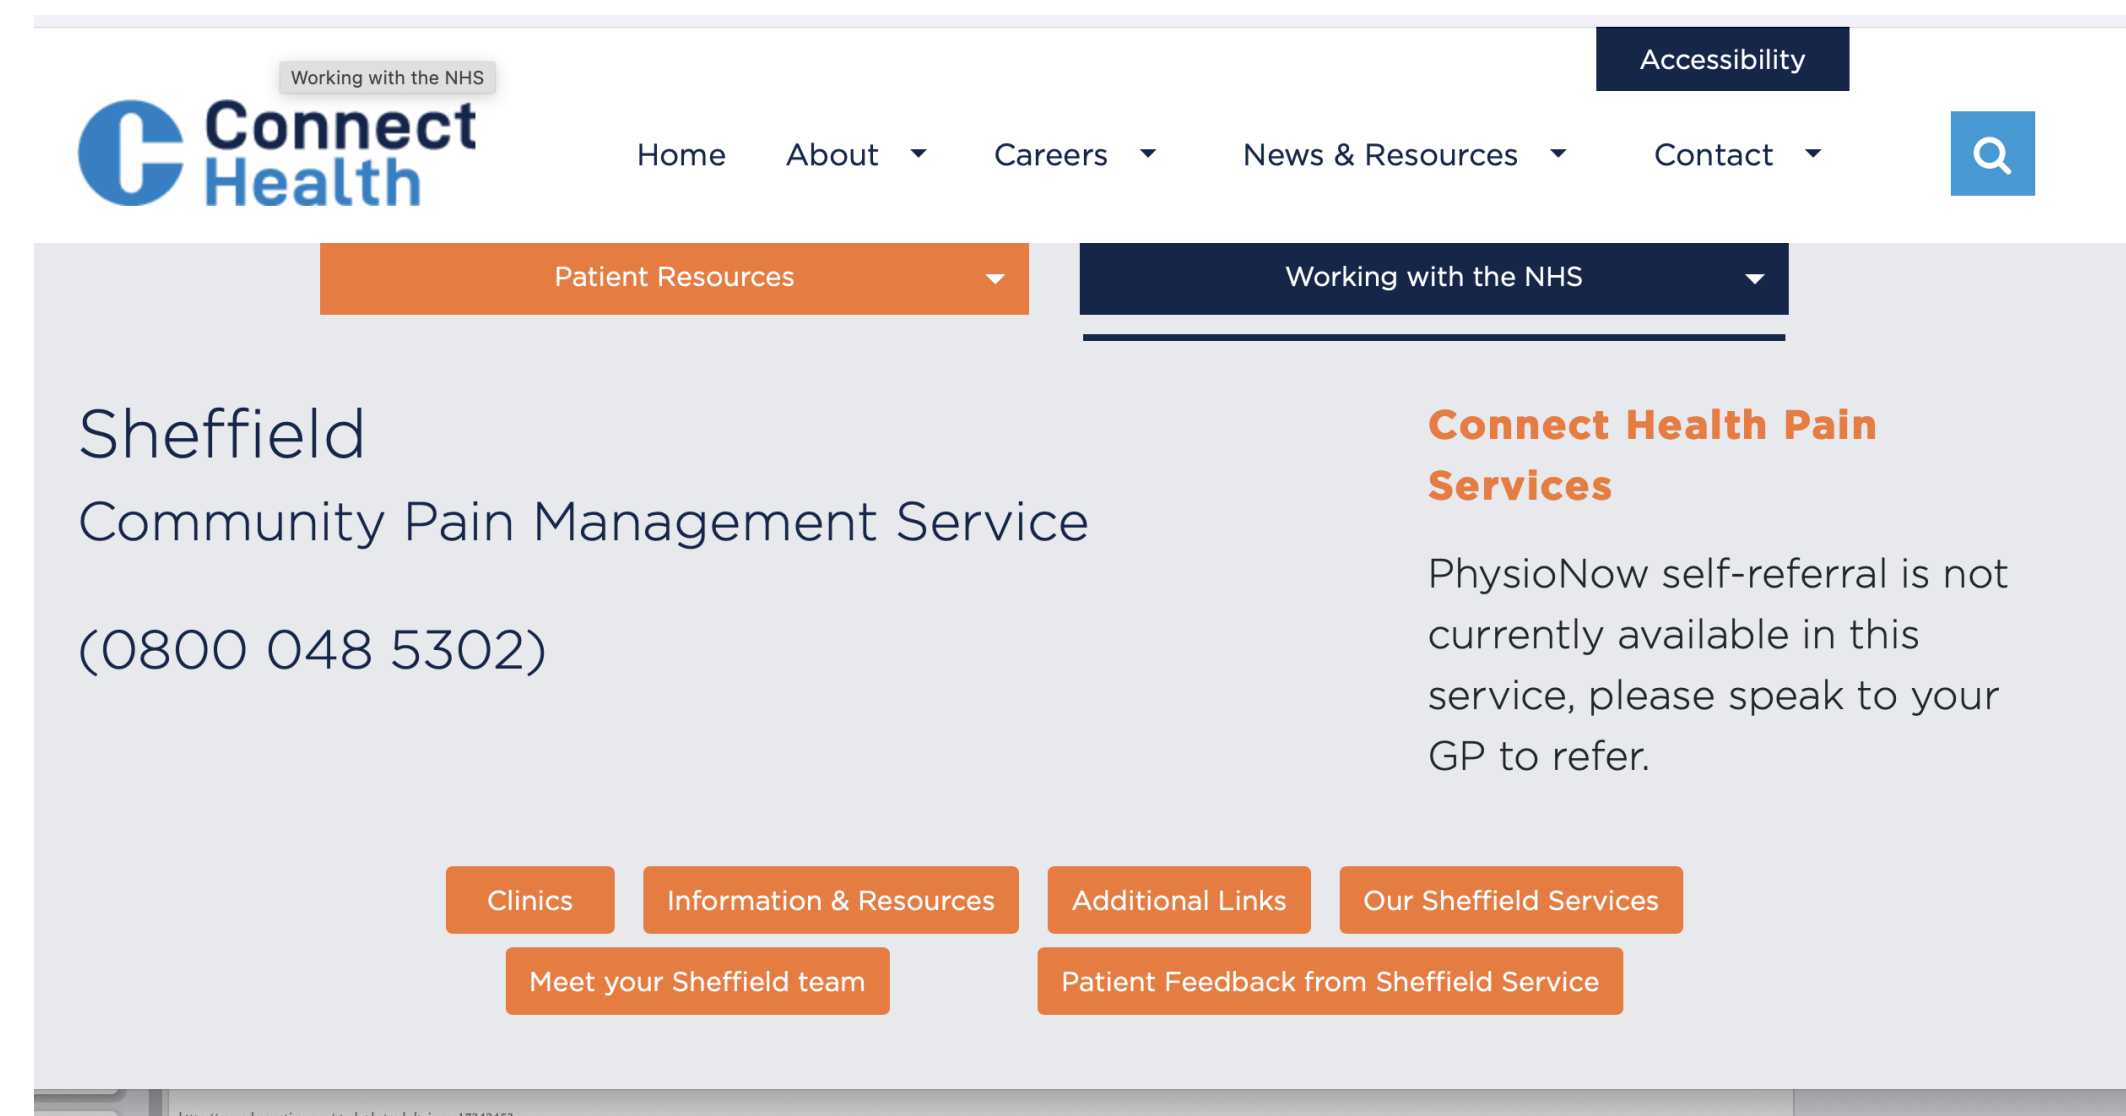 Accessibility
Working with the NHS
Connect
Health
Home About Careers News & Resources Contact
Patient Resources Working with the NHS
Sheffield
Community Pain Management Service
(0800 048 5302)
Connect Health Pain
Services
PhysioNow self-referral is not
currently available in this
service, please speak to your
GP to refer.
Clinics Information & Resources Additional Links Our Sheffield Services
Meet your Sheffield team Patient Feedback from Sheffield Service